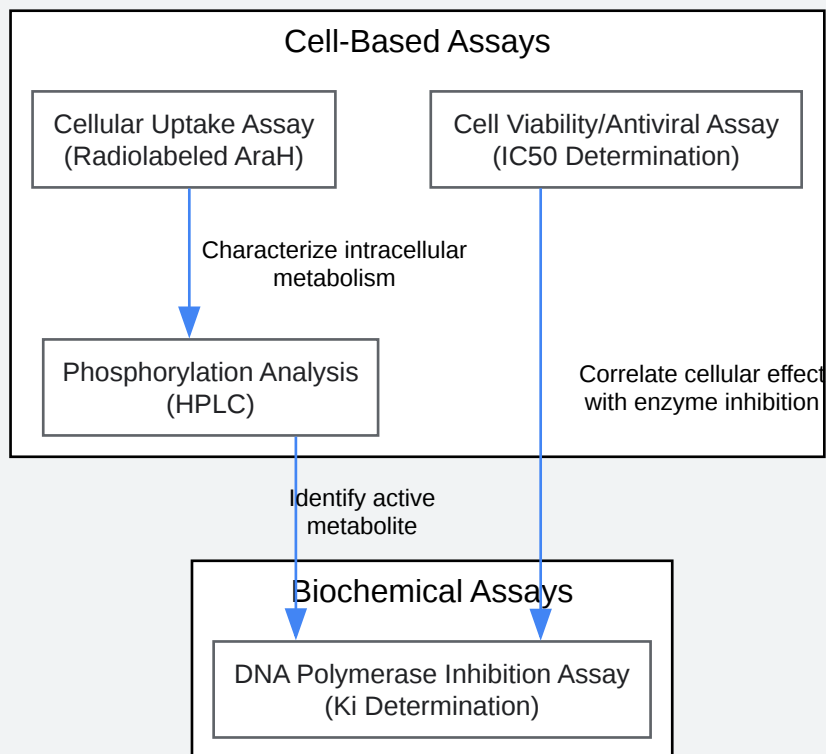 Cell-Based Assays
Cellular Uptake Assay
(Radiolabeled AraH)
Cell Viability/Antiviral Assay
(IC50 Determination)
Characterize intracellular
metabolism
Phosphorylation Analysis
(HPLC)
Correlate cellular effect
with enzyme inhibition
Identify active
metabolite
Biochemical Assays
DNA Polymerase Inhibition Assay
(Ki Determination)